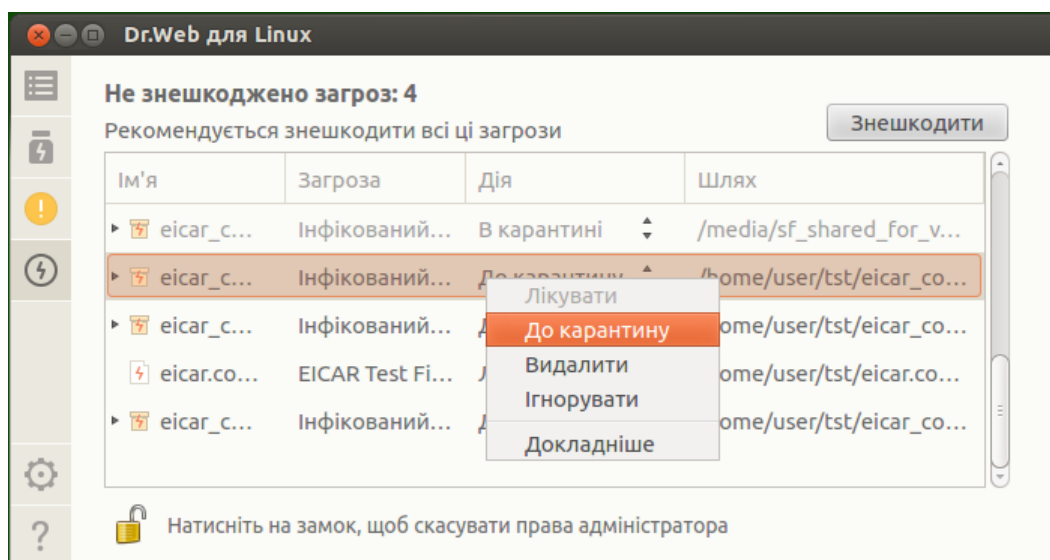 Dr.Web для Linux
Не знешкоджено загроз: 4
Рекомендується знешкодити всі ці загрози
Знешкодити
Ім'я Загроза Дія Шлях
eicar_c... Інфікований... В карантині /media/sf_shared_for_v...
eicar_c... Інфікований... До карантину /home/user/tst/eicar_co...
Лікувати
eicar_c... Інфікований... До карантину ome/user/tst/eicar_co...
Видалити
eicar.co... EICAR Test Fi... ome/user/tst/eicar.co...
Ігнорувати
eicar_c... Інфікований... ome/user/tst/eicar_co...
Докладніше
Натисніть на замок, щоб скасувати права адміністратора